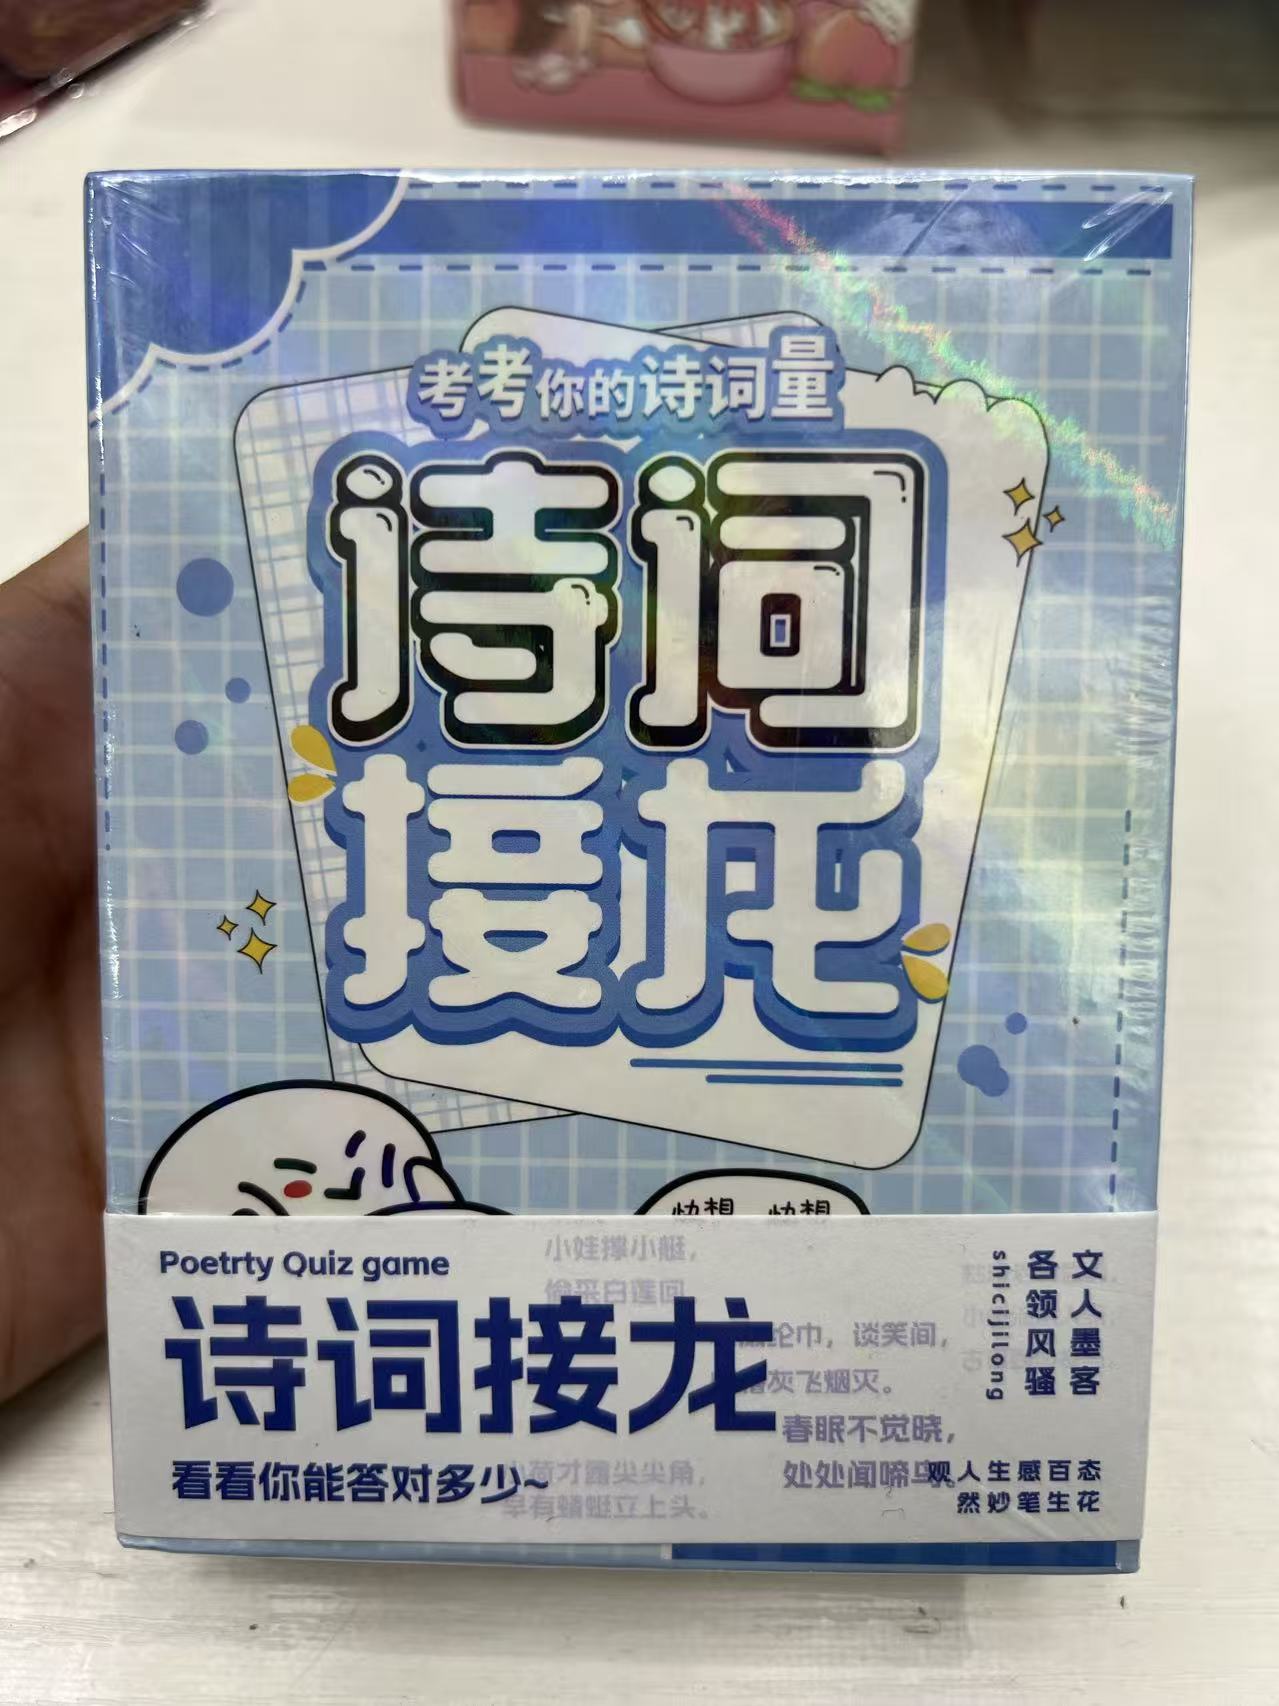 考考你的诗词量
诗词
接龙
快想 快想
Poetrty Quiz game
诗词接龙
看看你能答对多少~
小娃撑小艇，
偷采白莲回
纶巾，谈笑间，
灰飞烟灭。
春眠不觉晓，
处处闻啼鸟
小荷才露尖尖角，
早有蜻蜓立上头。
文人墨客
各领风骚
shicijilong
观人生感百态
然妙笔生花